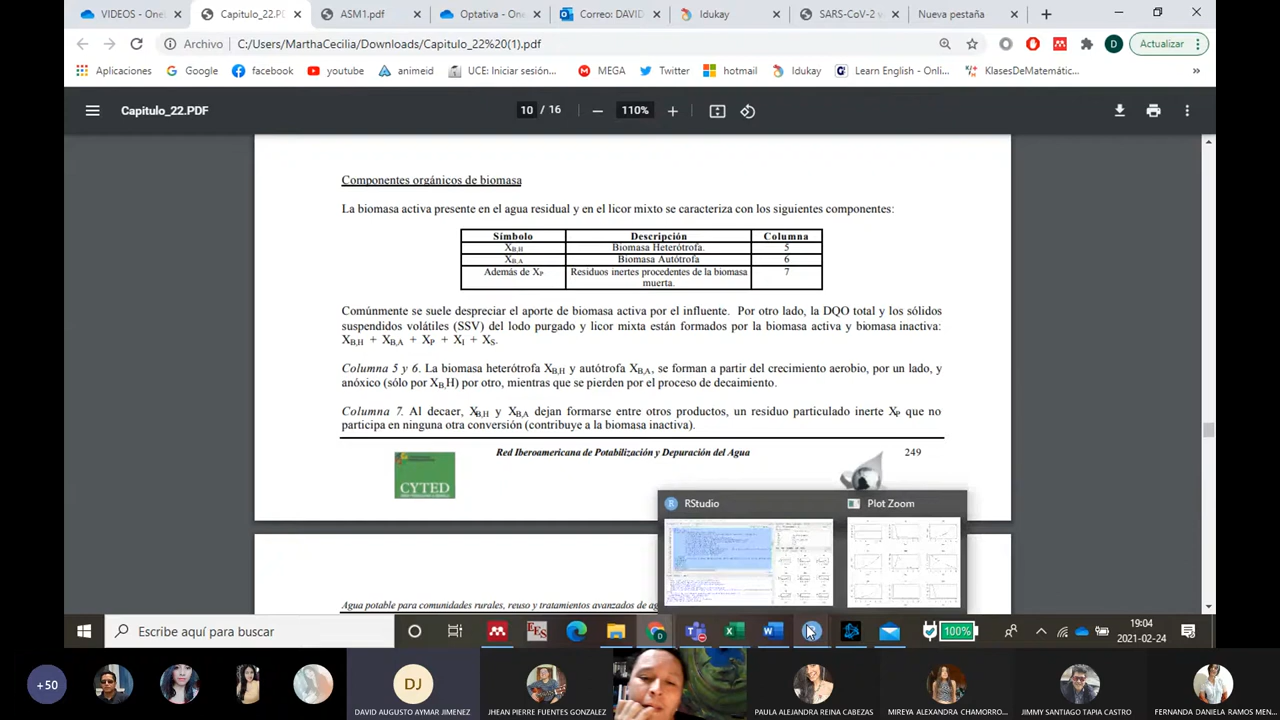 VIDEOS - One
Capitulo_22.PD
ASM1.pdf
Optativa - One
Correo: DAVID
Idukay
SARS-CoV-2
Nueva pestaña
Archivo
C:/Users/MarthaCecilia/Downloads/Capitulo_22%20(1).pdf
Actualizar
Aplicaciones
Google
facebook
youtube
animeid
UCE: Iniciar sesión...
MEGA
Twitter
hotmail
Idukay
Learn English - Onli...
KlasesDeMatemátic...
»
Capitulo_22.PDF
10 / 16
110%
Componentes orgánicos de biomasa
La biomasa activa presente en el agua residual y en el licor mixto se caracteriza con los siguientes componentes:
Símbolo Descripción Columna
XB,H Biomasa Heterótrofa. 5
XB,A Biomasa Autótrofa 6
Además de XP Residuos inertes procedentes de la biomasa 7
muerta.
Comúnmente se suele despreciar el aporte de biomasa activa por el influente. Por otro lado, la DQO total y los sólidos
suspendidos volátiles (SSV) del lodo purgado y licor mixta están formados por la biomasa activa y biomasa inactiva:
XB,H + XB,A + XP + XI + XS.
Columna 5 y 6. La biomasa heterótrofa XB,H y autótrofa XB,A, se forman a partir del crecimiento aerobio, por un lado, y
anóxico (sólo por XB,H) por otro, mientras que se pierden por el proceso de decaimiento.
Columna 7. Al decaer, XB,H y XB,A dejan formarse entre otros productos, un residuo particulado inerte XP que no
participa en ninguna otra conversión (contribuye a la biomasa inactiva).
Red Iberoamericana de Potabilización y Depuración del Agua
249
CYTED
RStudio
Plot Zoom
Agua potable para comunidades rurales, reuso y tratamientos avanzados de ag
Escribe aquí para buscar
100%
19:04
2021-02-24
+50
DJ
DAVID AUGUSTO AYMAR JIMENEZ
JHEAN PIERRE FUENTES GONZALEZ
PAULA ALEJANDRA REINA CABEZAS
MIREYA ALEXANDRA CHAMORRO...
JIMMY SANTIAGO TAPIA CASTRO
FERNANDA DANIELA RAMOS MEN...